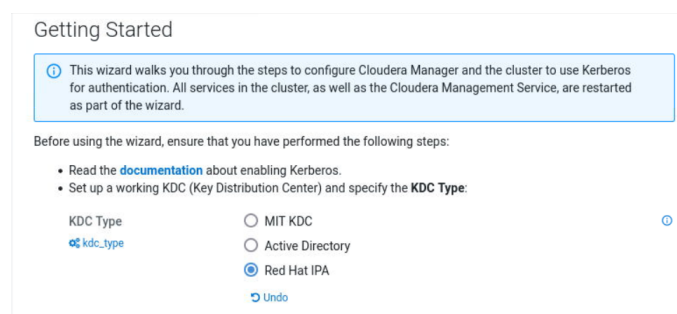 Getting Started
This wizard walks you through the steps to configure Cloudera Manager and the cluster to use Kerberos
for authentication. All services in the cluster, as well as the Cloudera Management Service, are restarted
as part of the wizard.
Before using the wizard, ensure that you have performed the following steps:
• Read the documentation about enabling Kerberos.
• Set up a working KDC (Key Distribution Center) and specify the KDC Type:
KDC Type
kdc_type
MIT KDC
Active Directory
Red Hat IPA
Undo